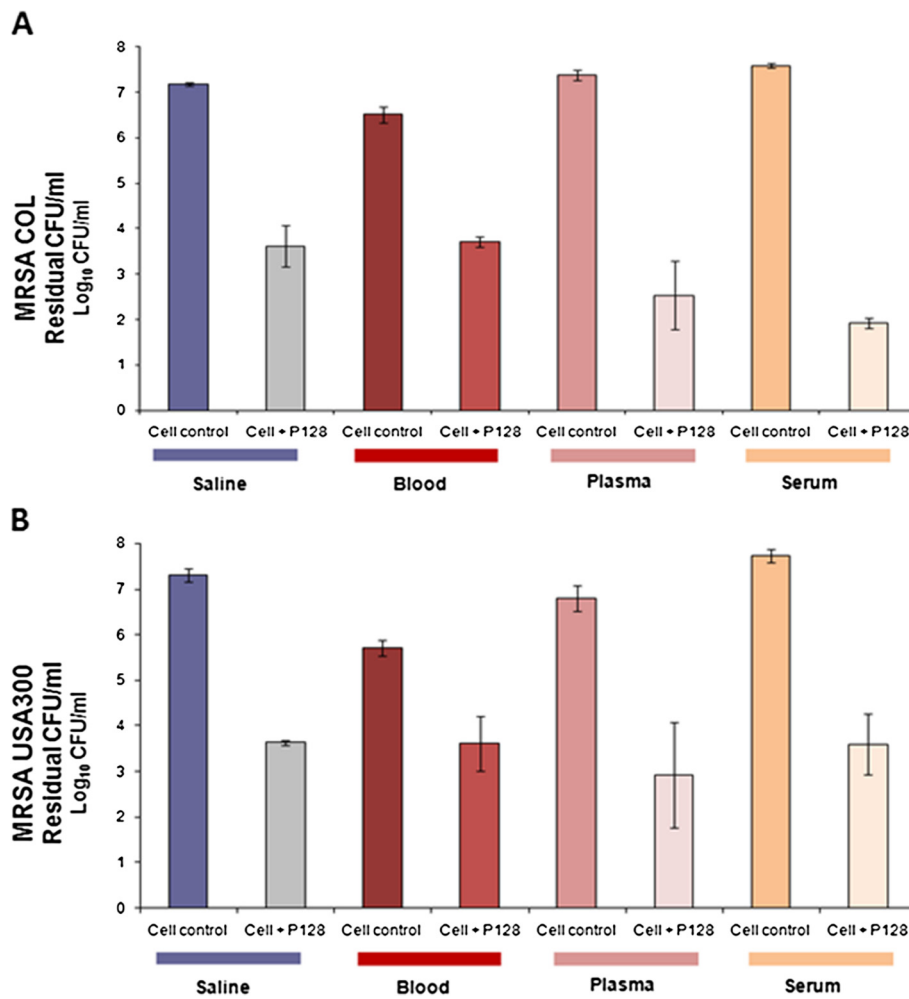 A
8
7
6
5
4
3
2
1
0
MRSA COL
Residual CFU/ml
Log₁₀ CFU/ml
Cell control Cell + P128 Cell control Cell + P128 Cell control Cell + P128 Cell control Cell + P128
Saline Blood Plasma Serum
B
8
7
6
5
4
3
2
1
0
MRSA USA300
Residual CFU/ml
Log₁₀ CFU/ml
Cell control Cell + P128 Cell control Cell + P128 Cell control Cell + P128 Cell control Cell + P128
Saline Blood Plasma Serum